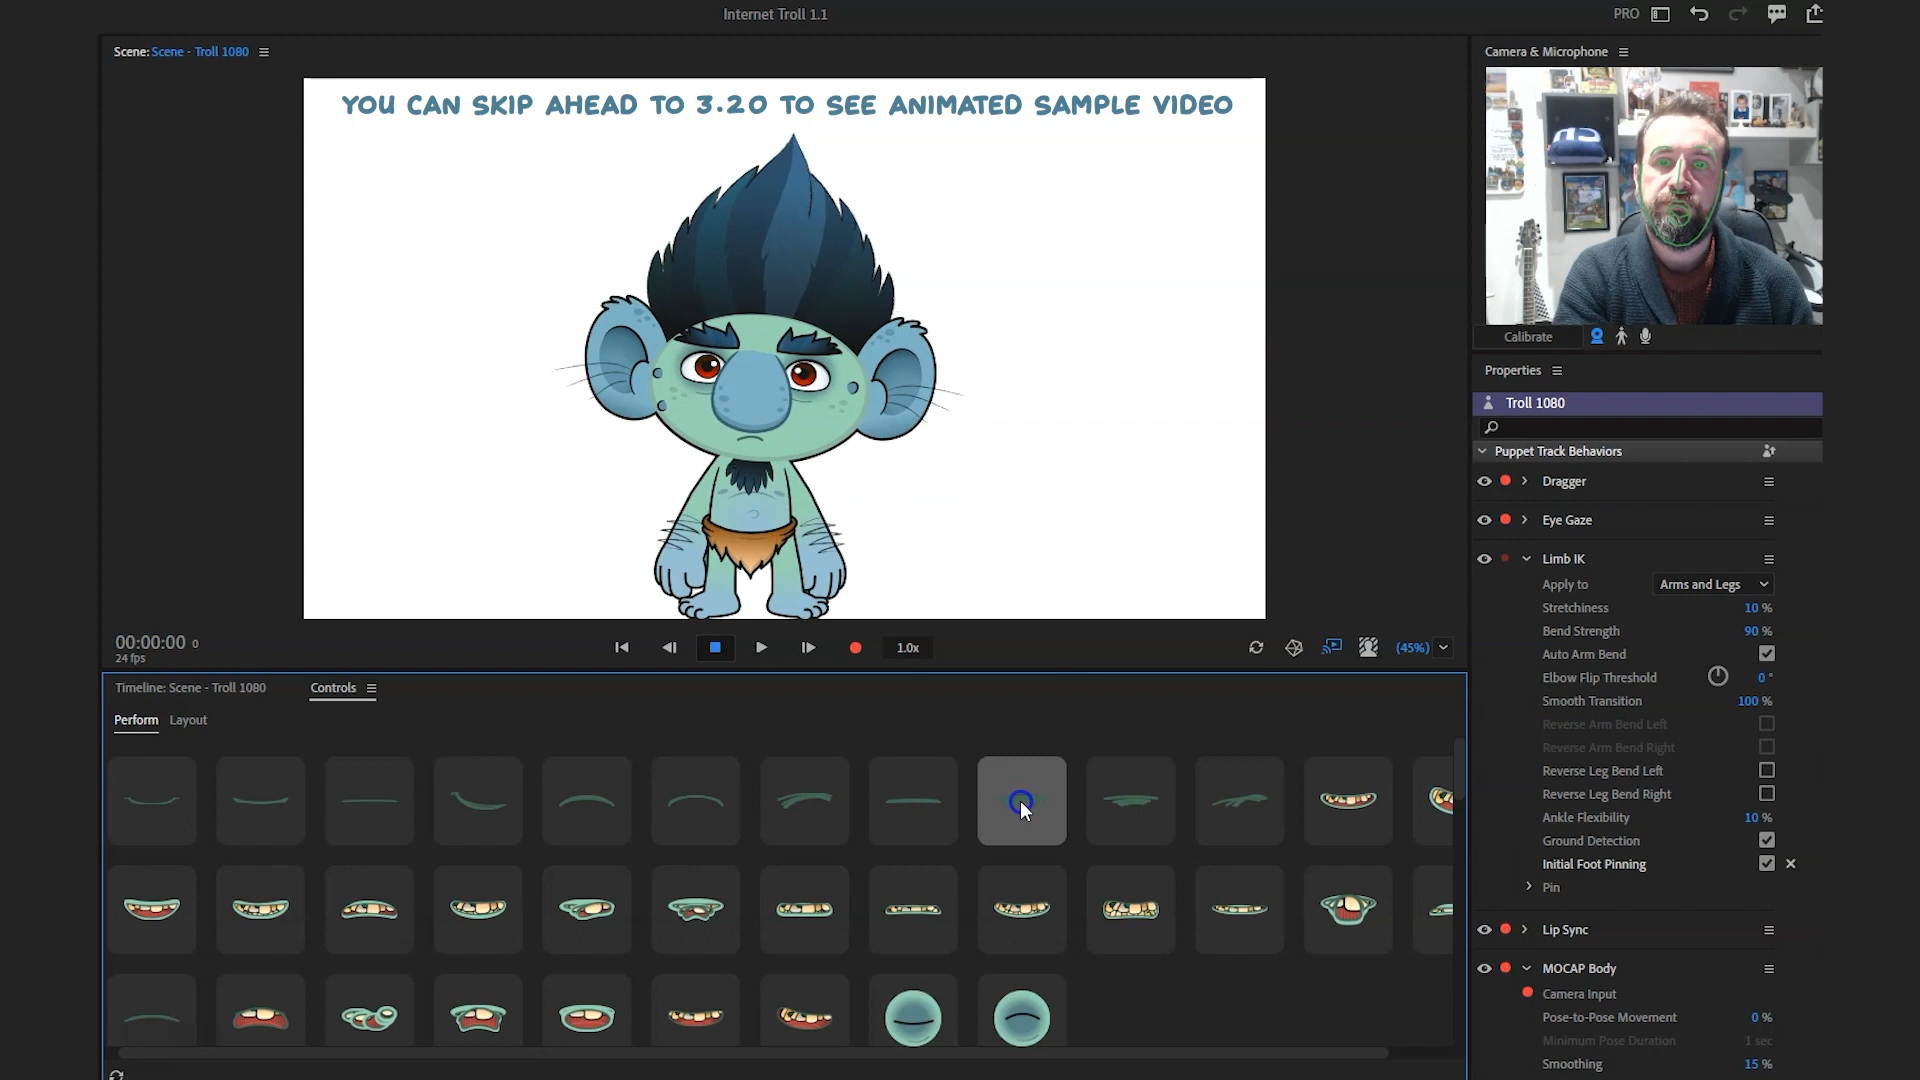 Internet Troll 1.1
PRO
Scene: Scene - Troll 1080
Camera & Microphone
YOU CAN SKIP AHEAD TO 3.20 TO SEE ANIMATED SAMPLE VIDEO
Calibrate
Properties
Troll 1080
Puppet Track Behaviors
Dragger
Eye Gaze
Limb IK
Apply to Arms and Legs
Stretchiness 10 %
Bend Strength 90 %
Auto Arm Bend
Elbow Flip Threshold 0 °
Smooth Transition 100 %
Reverse Arm Bend Left
Reverse Arm Bend Right
Reverse Leg Bend Left
Reverse Leg Bend Right
Ankle Flexibility 10 %
Ground Detection
Initial Foot Pinning
Pin
Lip Sync
MOCAP Body
Camera Input
Pose-to-Pose Movement 0 %
Minimum Pose Duration 1 sec
Smoothing 15 %
00:00:00 0
24 fps
1.0x
(45%)
Timeline: Scene - Troll 1080
Controls
Perform Layout